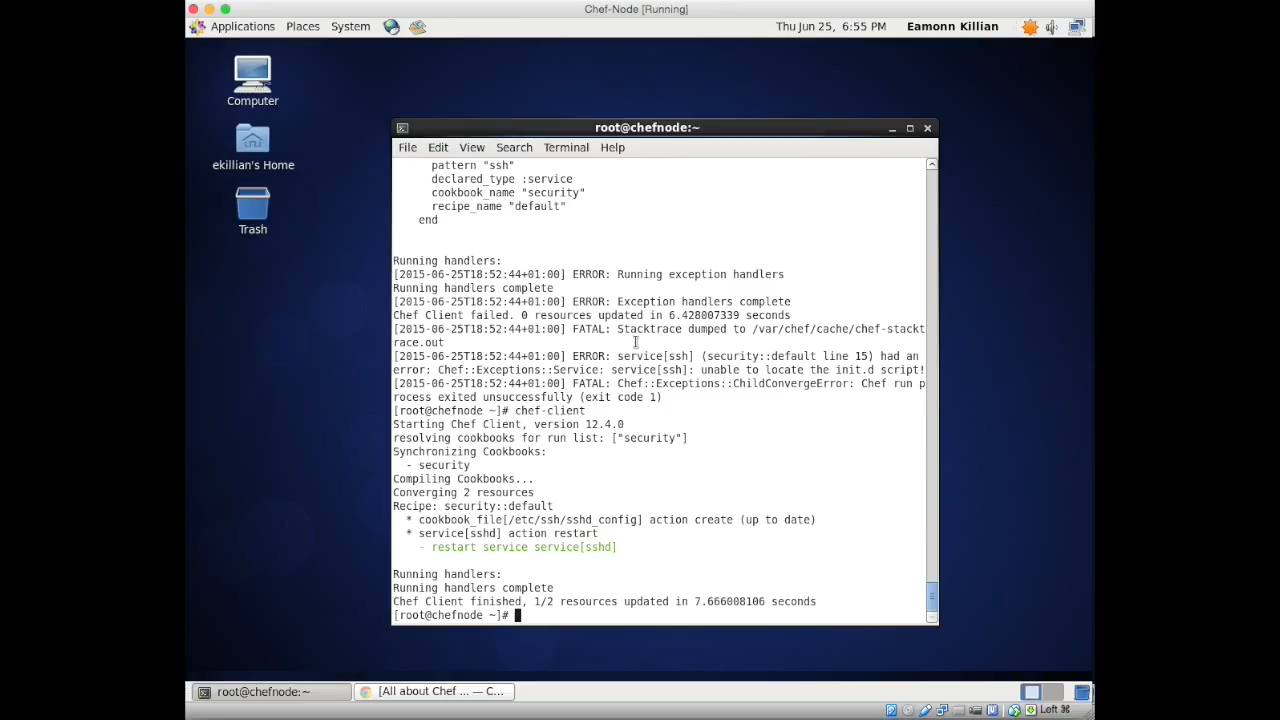 Chef-Node [Running]
Applications Places System Thu Jun 25, 6:55 PM Eamonn Killian
Computer
ekillian's Home
Trash
root@chefnode:~
File Edit View Search Terminal Help
pattern "ssh"
declared_type :service
cookbook_name "security"
recipe_name "default"
end
Running handlers:
[2015-06-25T18:52:44+01:00] ERROR: Running exception handlers
Running handlers complete
[2015-06-25T18:52:44+01:00] ERROR: Exception handlers complete
Chef Client failed. 0 resources updated in 6.428007339 seconds
[2015-06-25T18:52:44+01:00] FATAL: Stacktrace dumped to /var/chef/cache/chef-stackt
race.out
[2015-06-25T18:52:44+01:00] ERROR: service[ssh] (security::default line 15) had an
error: Chef::Exceptions::Service: service[ssh]: unable to locate the init.d script!
[2015-06-25T18:52:44+01:00] FATAL: Chef::Exceptions::ChildConvergeError: Chef run p
rocess exited unsuccessfully (exit code 1)
[root@chefnode ~]# chef-client
Starting Chef Client, version 12.4.0
resolving cookbooks for run list: ["security"]
Synchronizing Cookbooks:
- security
Compiling Cookbooks...
Converging 2 resources
Recipe: security::default
* cookbook_file[/etc/ssh/sshd_config] action create (up to date)
* service[sshd] action restart
- restart service service[sshd]
Running handlers:
Running handlers complete
Chef Client finished, 1/2 resources updated in 7.666008106 seconds
[root@chefnode ~]#
root@chefnode:~ [All about Chef ... — C...
Left ⌘